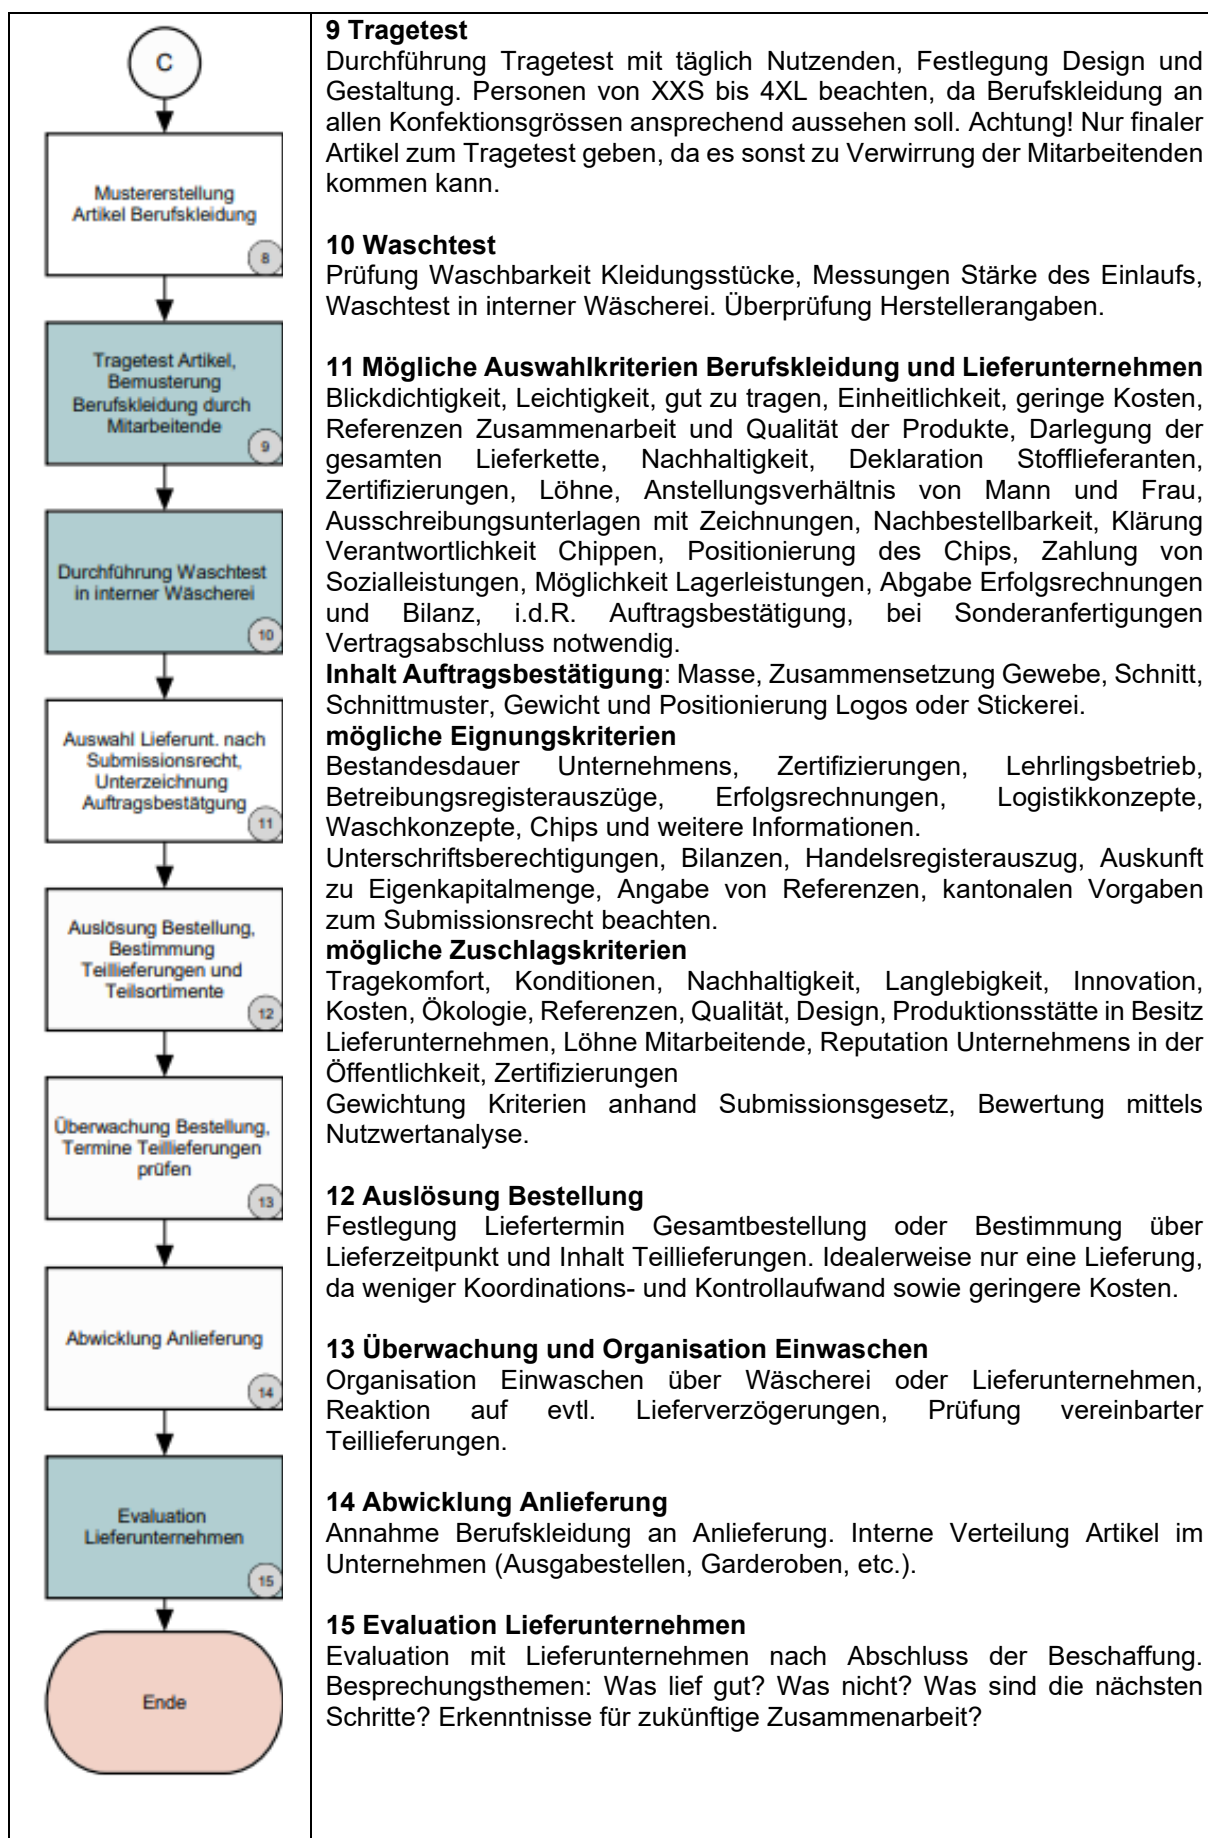 C
Mustererstellung
Artikel Berufskleidung
8
Tragetest Artikel,
Bemusterung
Berufskleidung durch
Mitarbeitende
9
Durchführung Waschtest
in interner Wäscherei
10
Auswahl Lieferunt. nach
Submissionsrecht,
Unterzeichnung
Auftragsbestätgung
11
Auslösung Bestellung,
Bestimmung
Teillieferungen und
Teilsortimente
12
Überwachung Bestellung,
Termine Teillieferungen
prüfen
13
Abwicklung Anlieferung
14
Evaluation
Lieferunternehmen
15
Ende
9 Tragetest
Durchführung Tragetest mit täglich Nutzenden, Festlegung Design und
Gestaltung. Personen von XXS bis 4XL beachten, da Berufskleidung an
allen Konfektionsgrössen ansprechend aussehen soll. Achtung! Nur finaler
Artikel zum Tragetest geben, da es sonst zu Verwirrung der Mitarbeitenden
kommen kann.
10 Waschtest
Prüfung Waschbarkeit Kleidungsstücke, Messungen Stärke des Einlaufs,
Waschtest in interner Wäscherei. Überprüfung Herstellerangaben.
11 Mögliche Auswahlkriterien Berufskleidung und Lieferunternehmen
Blickdichtigkeit, Leichtigkeit, gut zu tragen, Einheitlichkeit, geringe Kosten,
Referenzen Zusammenarbeit und Qualität der Produkte, Darlegung der
gesamten Lieferkette, Nachhaltigkeit, Deklaration Stofflieferanten,
Zertifizierungen, Löhne, Anstellungsverhältnis von Mann und Frau,
Ausschreibungsunterlagen mit Zeichnungen, Nachbestellbarkeit, Klärung
Verantwortlichkeit Chippen, Positionierung des Chips, Zahlung von
Sozialleistungen, Möglichkeit Lagerleistungen, Abgabe Erfolgsrechnungen
und Bilanz, i.d.R. Auftragsbestätigung, bei Sonderanfertigungen
Vertragsabschluss notwendig.
Inhalt Auftragsbestätigung: Masse, Zusammensetzung Gewebe, Schnitt,
Schnittmuster, Gewicht und Positionierung Logos oder Stickerei.
mögliche Eignungskriterien
Bestandesdauer Unternehmens, Zertifizierungen, Lehrlingsbetrieb,
Betreibungsregisterauszüge, Erfolgsrechnungen, Logistikkonzepte,
Waschkonzepte, Chips und weitere Informationen.
Unterschriftsberechtigungen, Bilanzen, Handelsregisterauszug, Auskunft
zu Eigenkapitalmenge, Angabe von Referenzen, kantonalen Vorgaben
zum Submissionsrecht beachten.
mögliche Zuschlagskriterien
Tragekomfort, Konditionen, Nachhaltigkeit, Langlebigkeit, Innovation,
Kosten, Ökologie, Referenzen, Qualität, Design, Produktionsstätte in Besitz
Lieferunternehmen, Löhne Mitarbeitende, Reputation Unternehmens in der
Öffentlichkeit, Zertifizierungen
Gewichtung Kriterien anhand Submissionsgesetz, Bewertung mittels
Nutzwertanalyse.
12 Auslösung Bestellung
Festlegung Liefertermin Gesamtbestellung oder Bestimmung über
Lieferzeitpunkt und Inhalt Teillieferungen. Idealerweise nur eine Lieferung,
da weniger Koordinations- und Kontrollaufwand sowie geringere Kosten.
13 Überwachung und Organisation Einwaschen
Organisation Einwaschen über Wäscherei oder Lieferunternehmen,
Reaktion auf evtl. Lieferverzögerungen, Prüfung vereinbarter
Teillieferungen.
14 Abwicklung Anlieferung
Annahme Berufskleidung an Anlieferung. Interne Verteilung Artikel im
Unternehmen (Ausgabestellen, Garderoben, etc.).
15 Evaluation Lieferunternehmen
Evaluation mit Lieferunternehmen nach Abschluss der Beschaffung.
Besprechungsthemen: Was lief gut? Was nicht? Was sind die nächsten
Schritte? Erkenntnisse für zukünftige Zusammenarbeit?